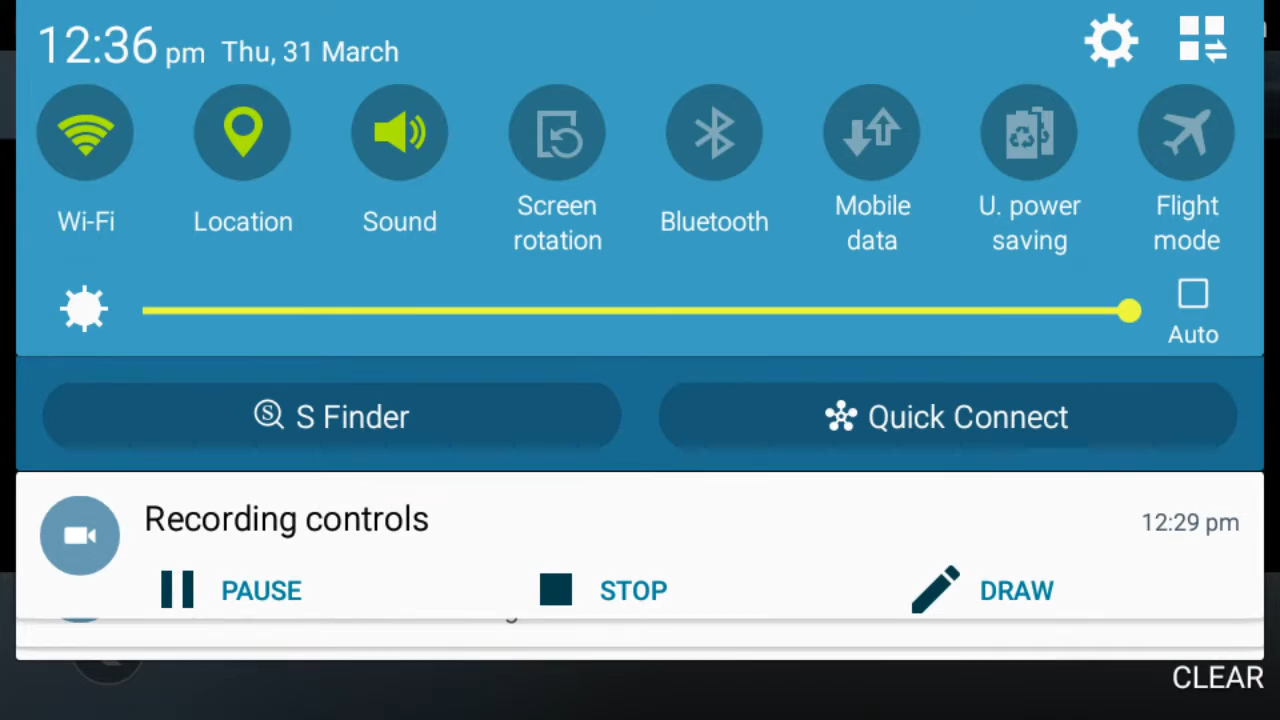 12:36 pm Thu, 31 March
Wi-Fi
Location
Sound
Screen
rotation
Bluetooth
Mobile
data
U. power
saving
Flight
mode
Auto
S Finder
Quick Connect
Recording controls
12:29 pm
PAUSE
STOP
DRAW
CLEAR